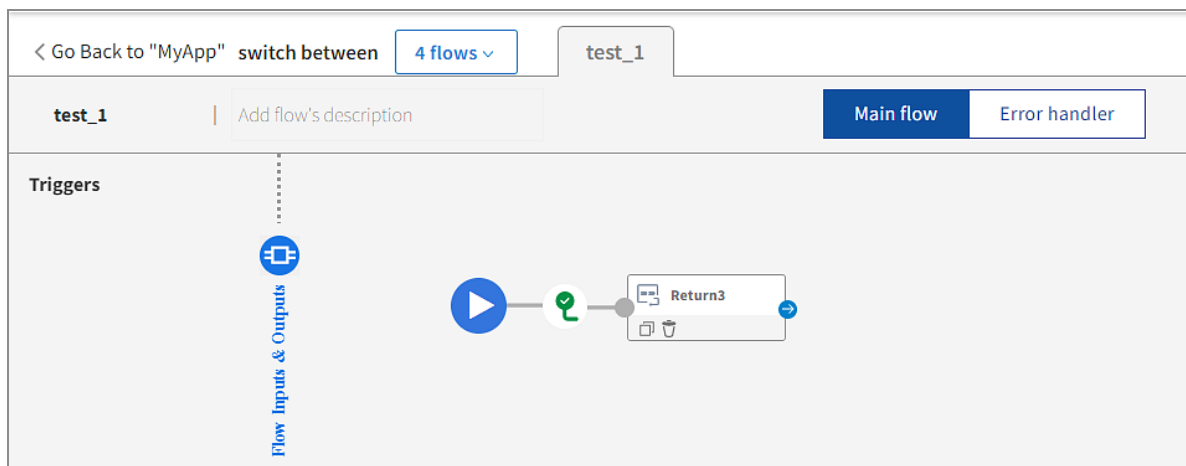 Go Back to "MyApp" switch between 4 flows test_1
test_1 | Add flow's description Main flow Error handler
Triggers
Flow Inputs & Outputs
Return3